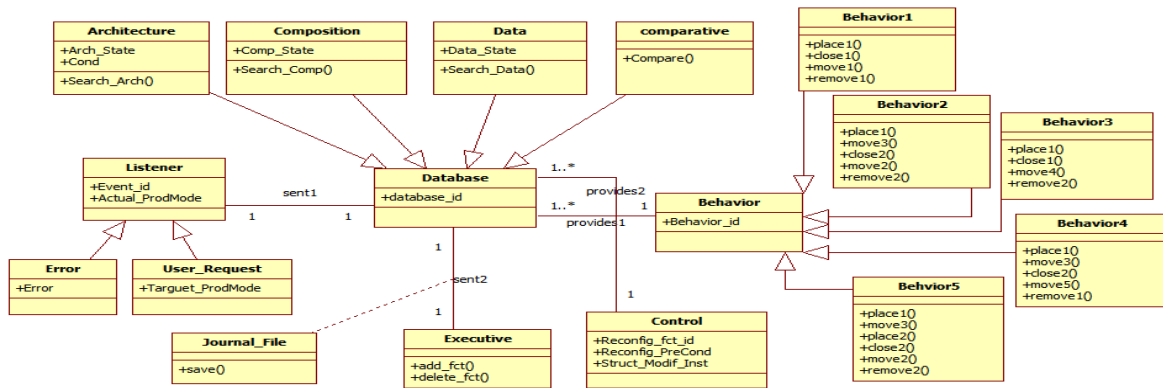 Architecture
+Arch_State
+Cond
+Search_Arch()
Composition
+Comp_State
+Search_Comp()
Data
+Data_State
+Search_Data()
comparative
+Compare()
Behavior1
+place1()
+close1()
+move1()
+remove1()
Behavior2
+place1()
+move3()
+close2()
+move2()
+remove2()
Behavior3
+place1()
+close1()
+move4()
+remove2()
Listener
+Event_id
+Actual_ProdMode
sent1
1
1
Database
+database_id
1..*
provides2
1..*
1
provides1
Behavior
+Behavior_id
Behavior4
+place1()
+move3()
+close2()
+move5()
+remove1()
Error
+Error
User_Request
+Targuet_ProdMode
1
sent2
1
1
Behvior5
+place1()
+move3()
+place2()
+close2()
+move2()
+remove2()
Journal_File
+save()
Executive
+add_fct()
+delete_fct()
Control
+Reconfig_fct_id
+Reconfig_PreCond
+Struct_Modif_Inst